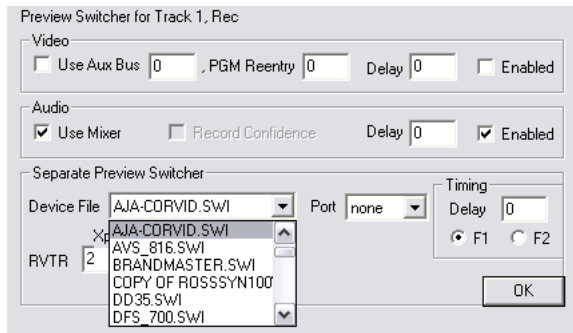 Preview Switcher for Track 1, Rec
Video
Use Aux Bus 0 , PGM Reentry 0 Delay 0 Enabled
Audio
Use Mixer Record Confidence Delay 0 Enabled
Separate Preview Switcher
Timing
Device File AJA-CORVID.SWI Port none Delay 0
AJA-CORVID.SWI
F1 F2
AVS_816.SWI
RVTR 2 BRANDMASTER.SWI
COPY OF ROSSSYN100
OK
DD35.SWI
DFS_700.SWI